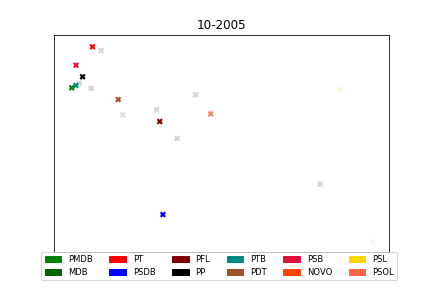 10-2005
PMDB PT PFL PTB PSB PSL
MDB PSDB PP PDT NOVO PSOL